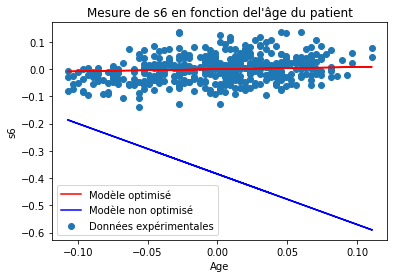 Mesure de s6 en fonction del'âge du patient
0.1
0.0
−0.1
−0.2
−0.3
−0.4
−0.5
−0.6
s6
Modèle optimisé
Modèle non optimisé
Données expérimentales
−0.10
−0.05
0.00
0.05
0.10
Age